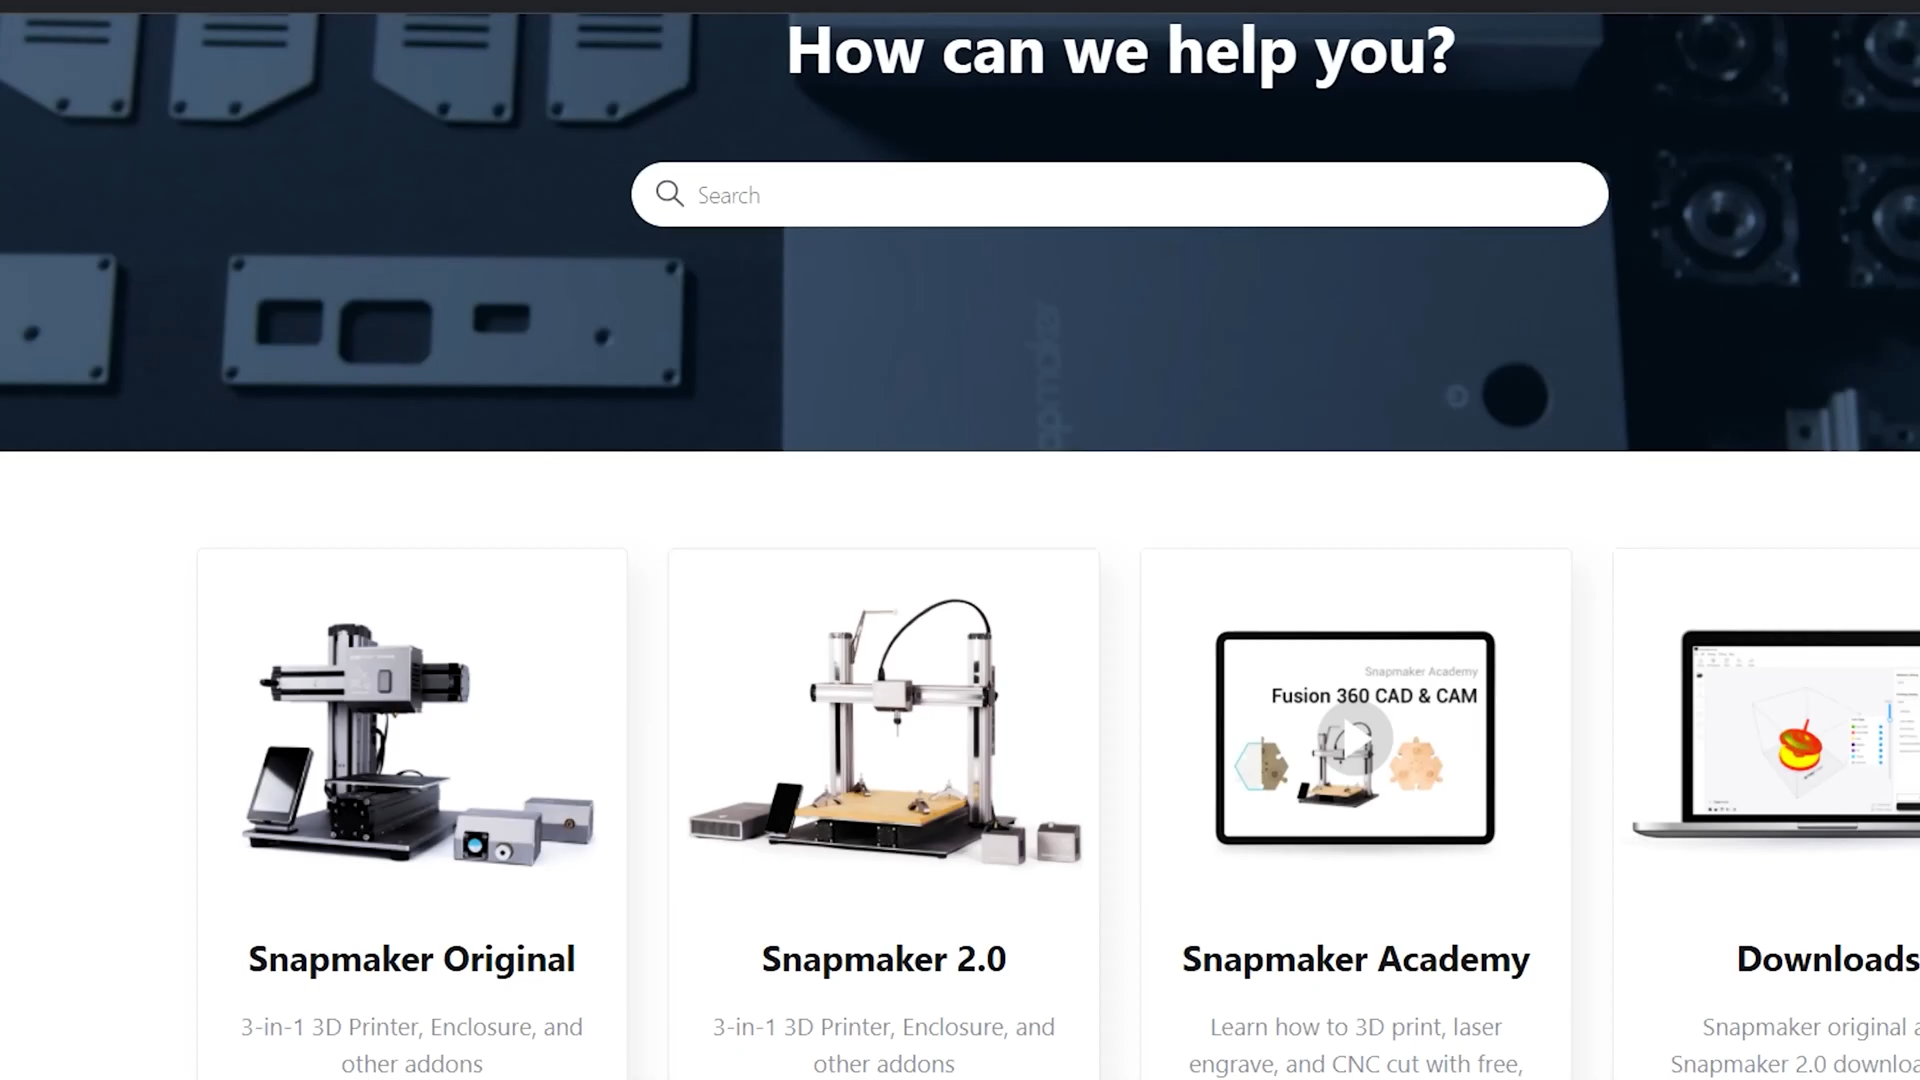 How can we help you?
Search
Snapmaker Academy
Fusion 360 CAD & CAM
Snapmaker Original
3-in-1 3D Printer, Enclosure, and
other addons
Snapmaker 2.0
3-in-1 3D Printer, Enclosure, and
other addons
Snapmaker Academy
Learn how to 3D print, laser
engrave, and CNC cut with free,
Downloads
Snapmaker original
Snapmaker 2.0